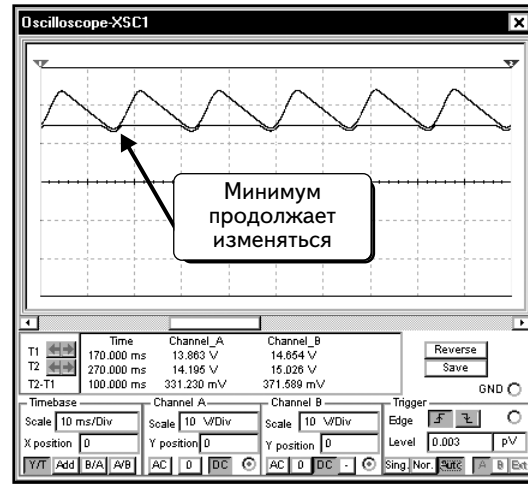 Oscilloscope-XSC1
Минимум
продолжает
изменяться
Time Channel_A Channel_B
T1 170.000 ms 13.863 V 14.654 V
T2 270.000 ms 14.195 V 15.026 V
T2-T1 100.000 ms 331.230 mV 371.589 mV
Reverse
Save
GND
Timebase Channel A Channel B Trigger
Scale 10 ms/Div Scale 10 V/Div Scale 10 V/Div Edge
X position 0 Y position 0 Y position 0 Level 0.003 pV
Y/T Add B/A A/B AC 0 DC AC 0 DC - Sing. Nor. Auto A B Ext